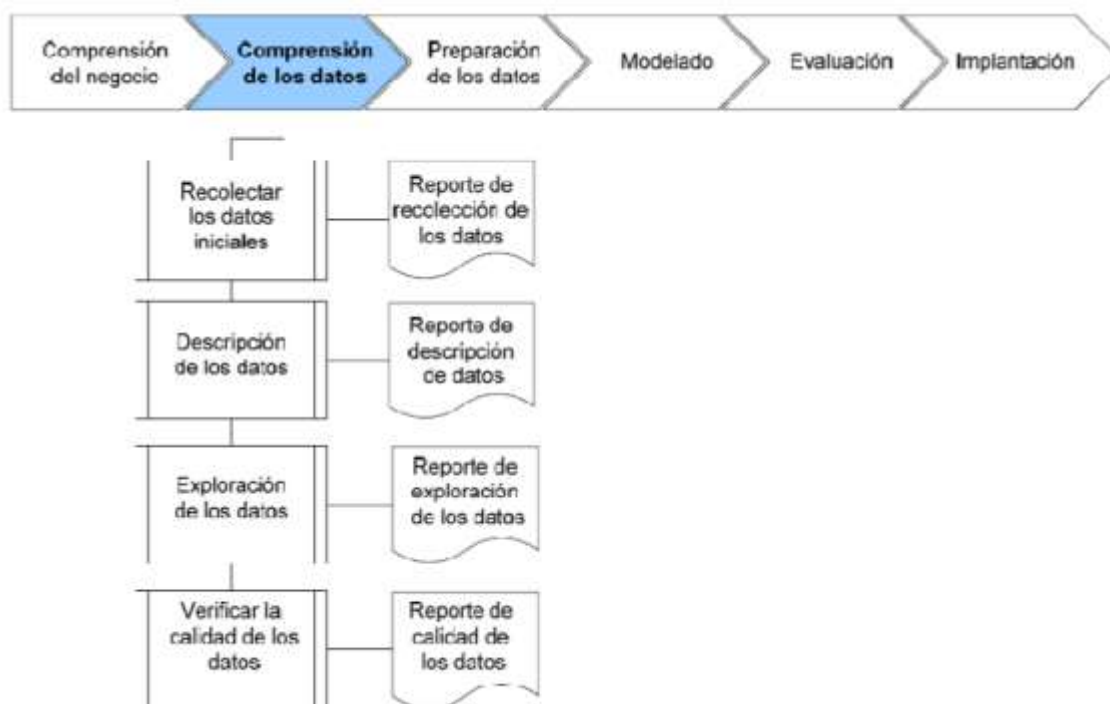 Comprensión
del negocio
Comprensión
de los datos
Preparación
de los datos
Modelado
Evaluación
Implantación
Recolectar
los datos
iniciales
Reporte de
recolección de
los datos
Descripción
de los datos
Reporte de
descripción
de datos
Exploración
de los datos
Reporte de
exploración
de los datos
Verificar la
calidad de los
datos
Reporte de
calidad de
los datos